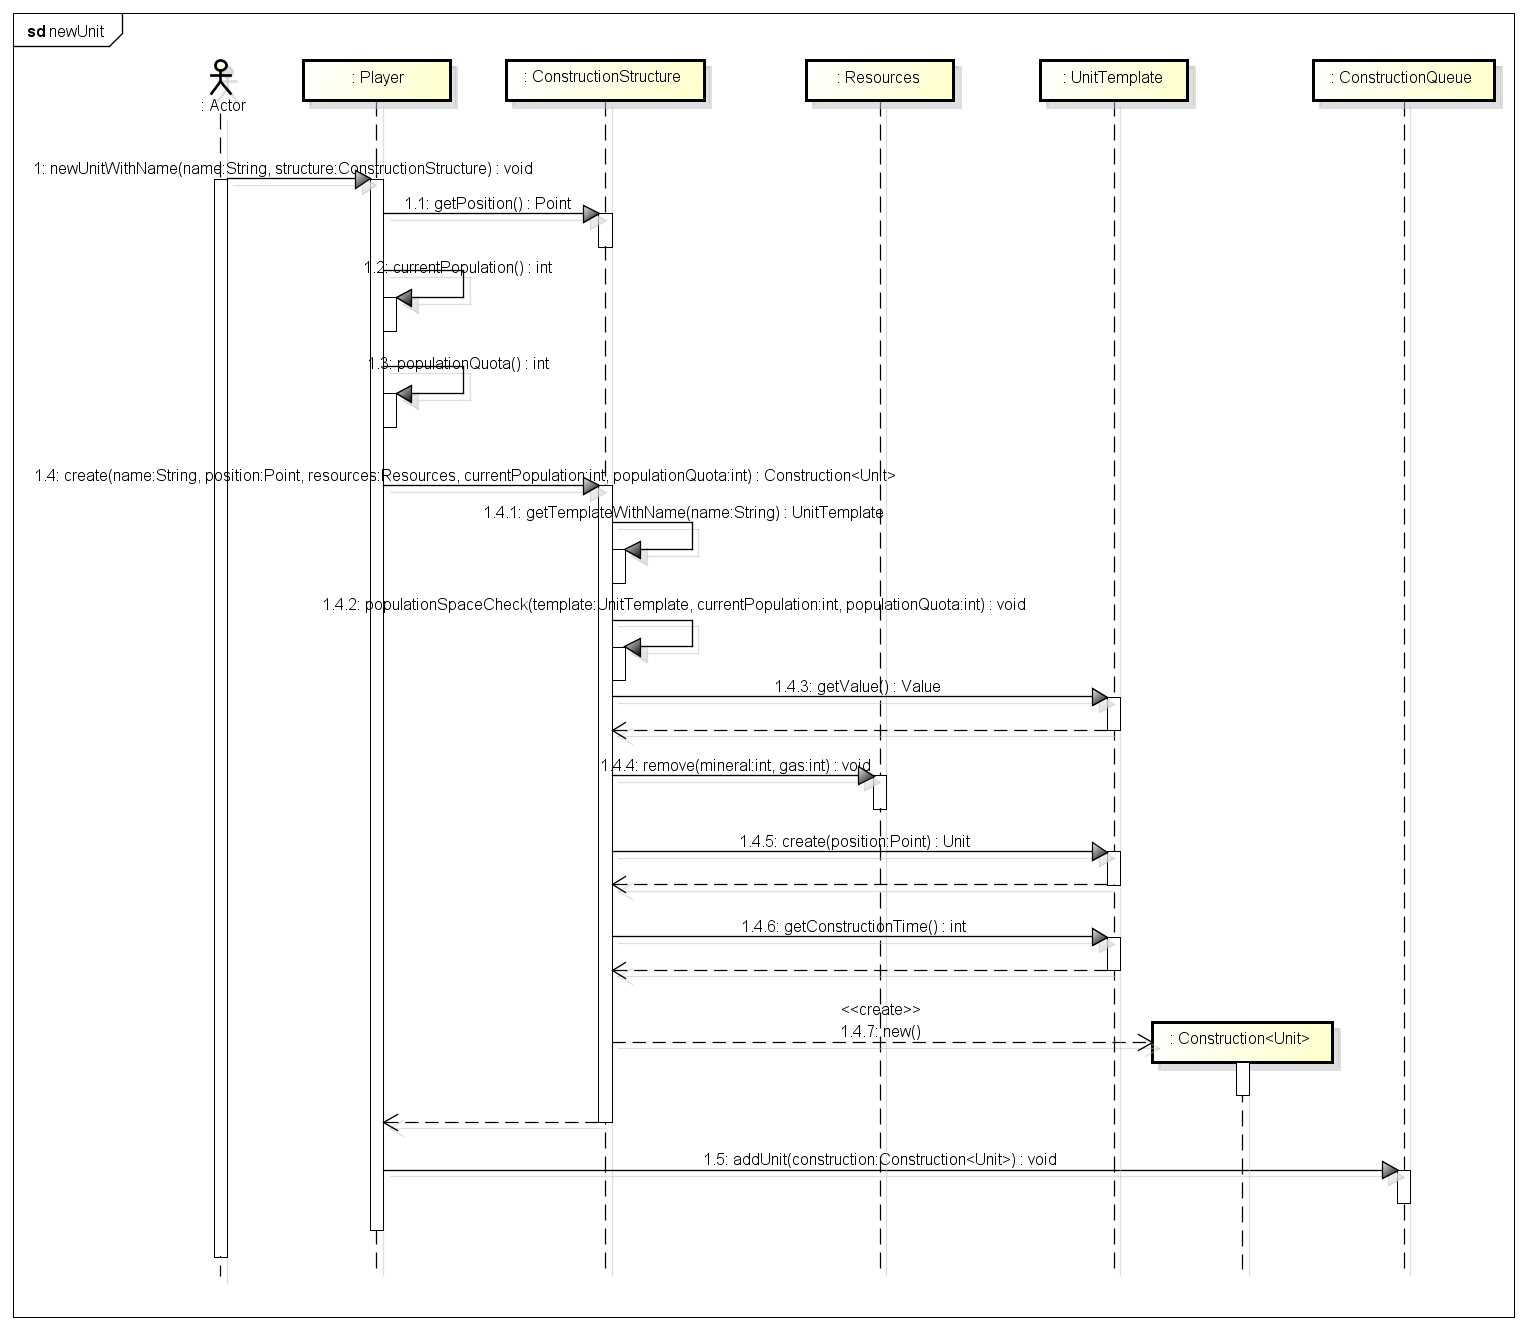 sd newUnit
: Actor
: Player
: ConstructionStructure
: Resources
: UnitTemplate
: ConstructionQueue
1: newUnitWithName(name:String, structure:ConstructionStructure) : void
1.1: getPosition() : Point
1.2: currentPopulation() : int
1.3: populationQuota() : int
1.4: create(name:String, position:Point, resources:Resources, currentPopulation:int, populationQuota:int) : Construction<Unit>
1.4.1: getTemplateWithName(name:String) : UnitTemplate
1.4.2: populationSpaceCheck(template:UnitTemplate, currentPopulation:int, populationQuota:int) : void
1.4.3: getValue() : Value
1.4.4: remove(mineral:int, gas:int) : void
1.4.5: create(position:Point) : Unit
1.4.6: getConstructionTime() : int
<<create>>
1.4.7: new()
: Construction<Unit>
1.5: addUnit(construction:Construction<Unit>) : void